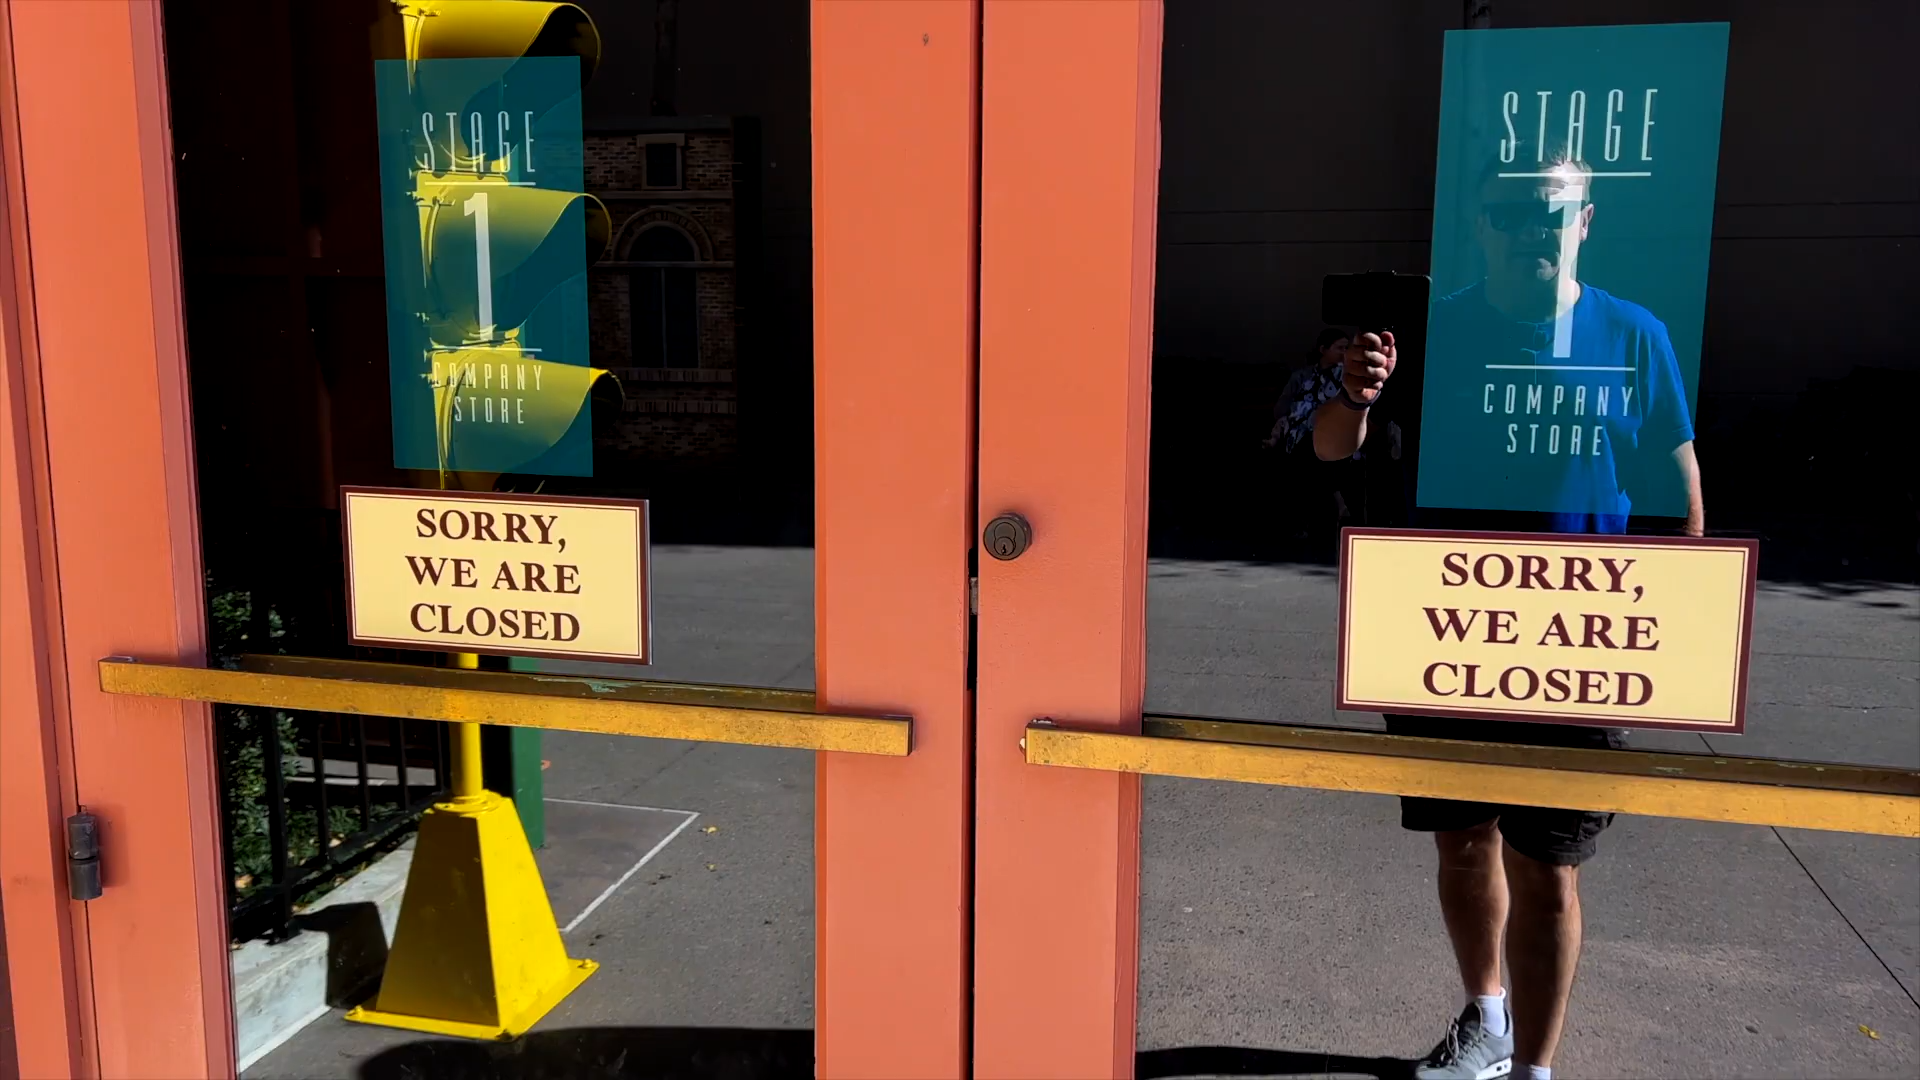 STAGE
1
COMPANY
STORE
SORRY,
WE ARE
CLOSED
STAGE
1
COMPANY
STORE
SORRY,
WE ARE
CLOSED